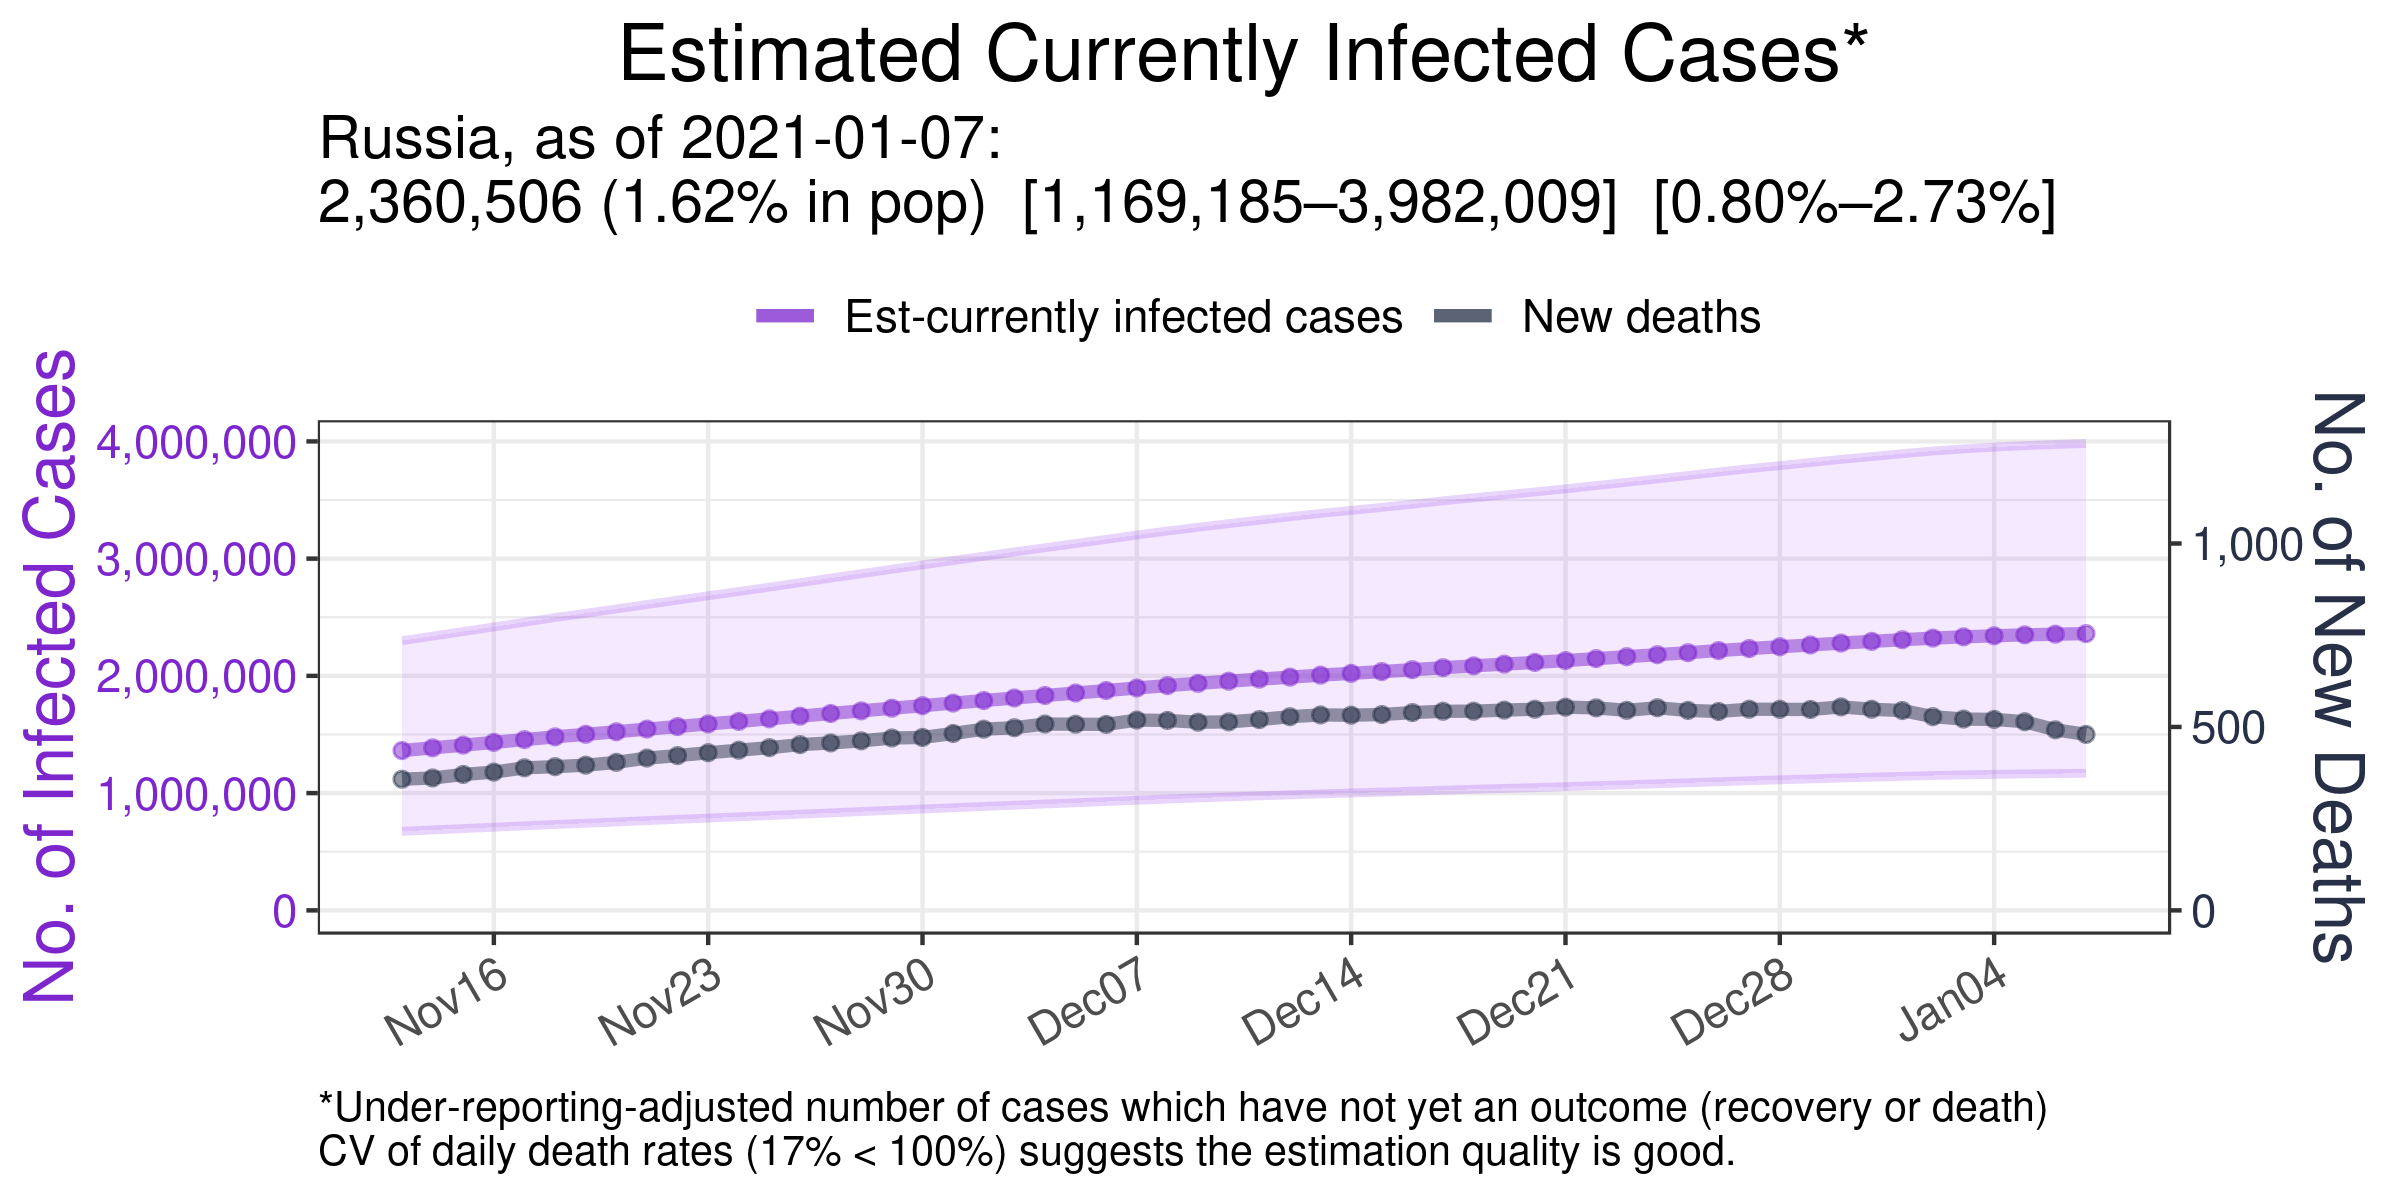 Estimated Currently Infected Cases*
Russia, as of 2021-01-07:
2,360,506 (1.62% in pop)  [1,169,185–3,982,009]  [0.80%–2.73%]
Est-currently infected cases
New deaths
No. of Infected Cases
4,000,000
3,000,000
2,000,000
1,000,000
0
No. of New Deaths
1,000
500
0
Nov16
Nov23
Nov30
Dec07
Dec14
Dec21
Dec28
Jan04
*Under-reporting-adjusted number of cases which have not yet an outcome (recovery or death)
CV of daily death rates (17% < 100%) suggests the estimation quality is good.